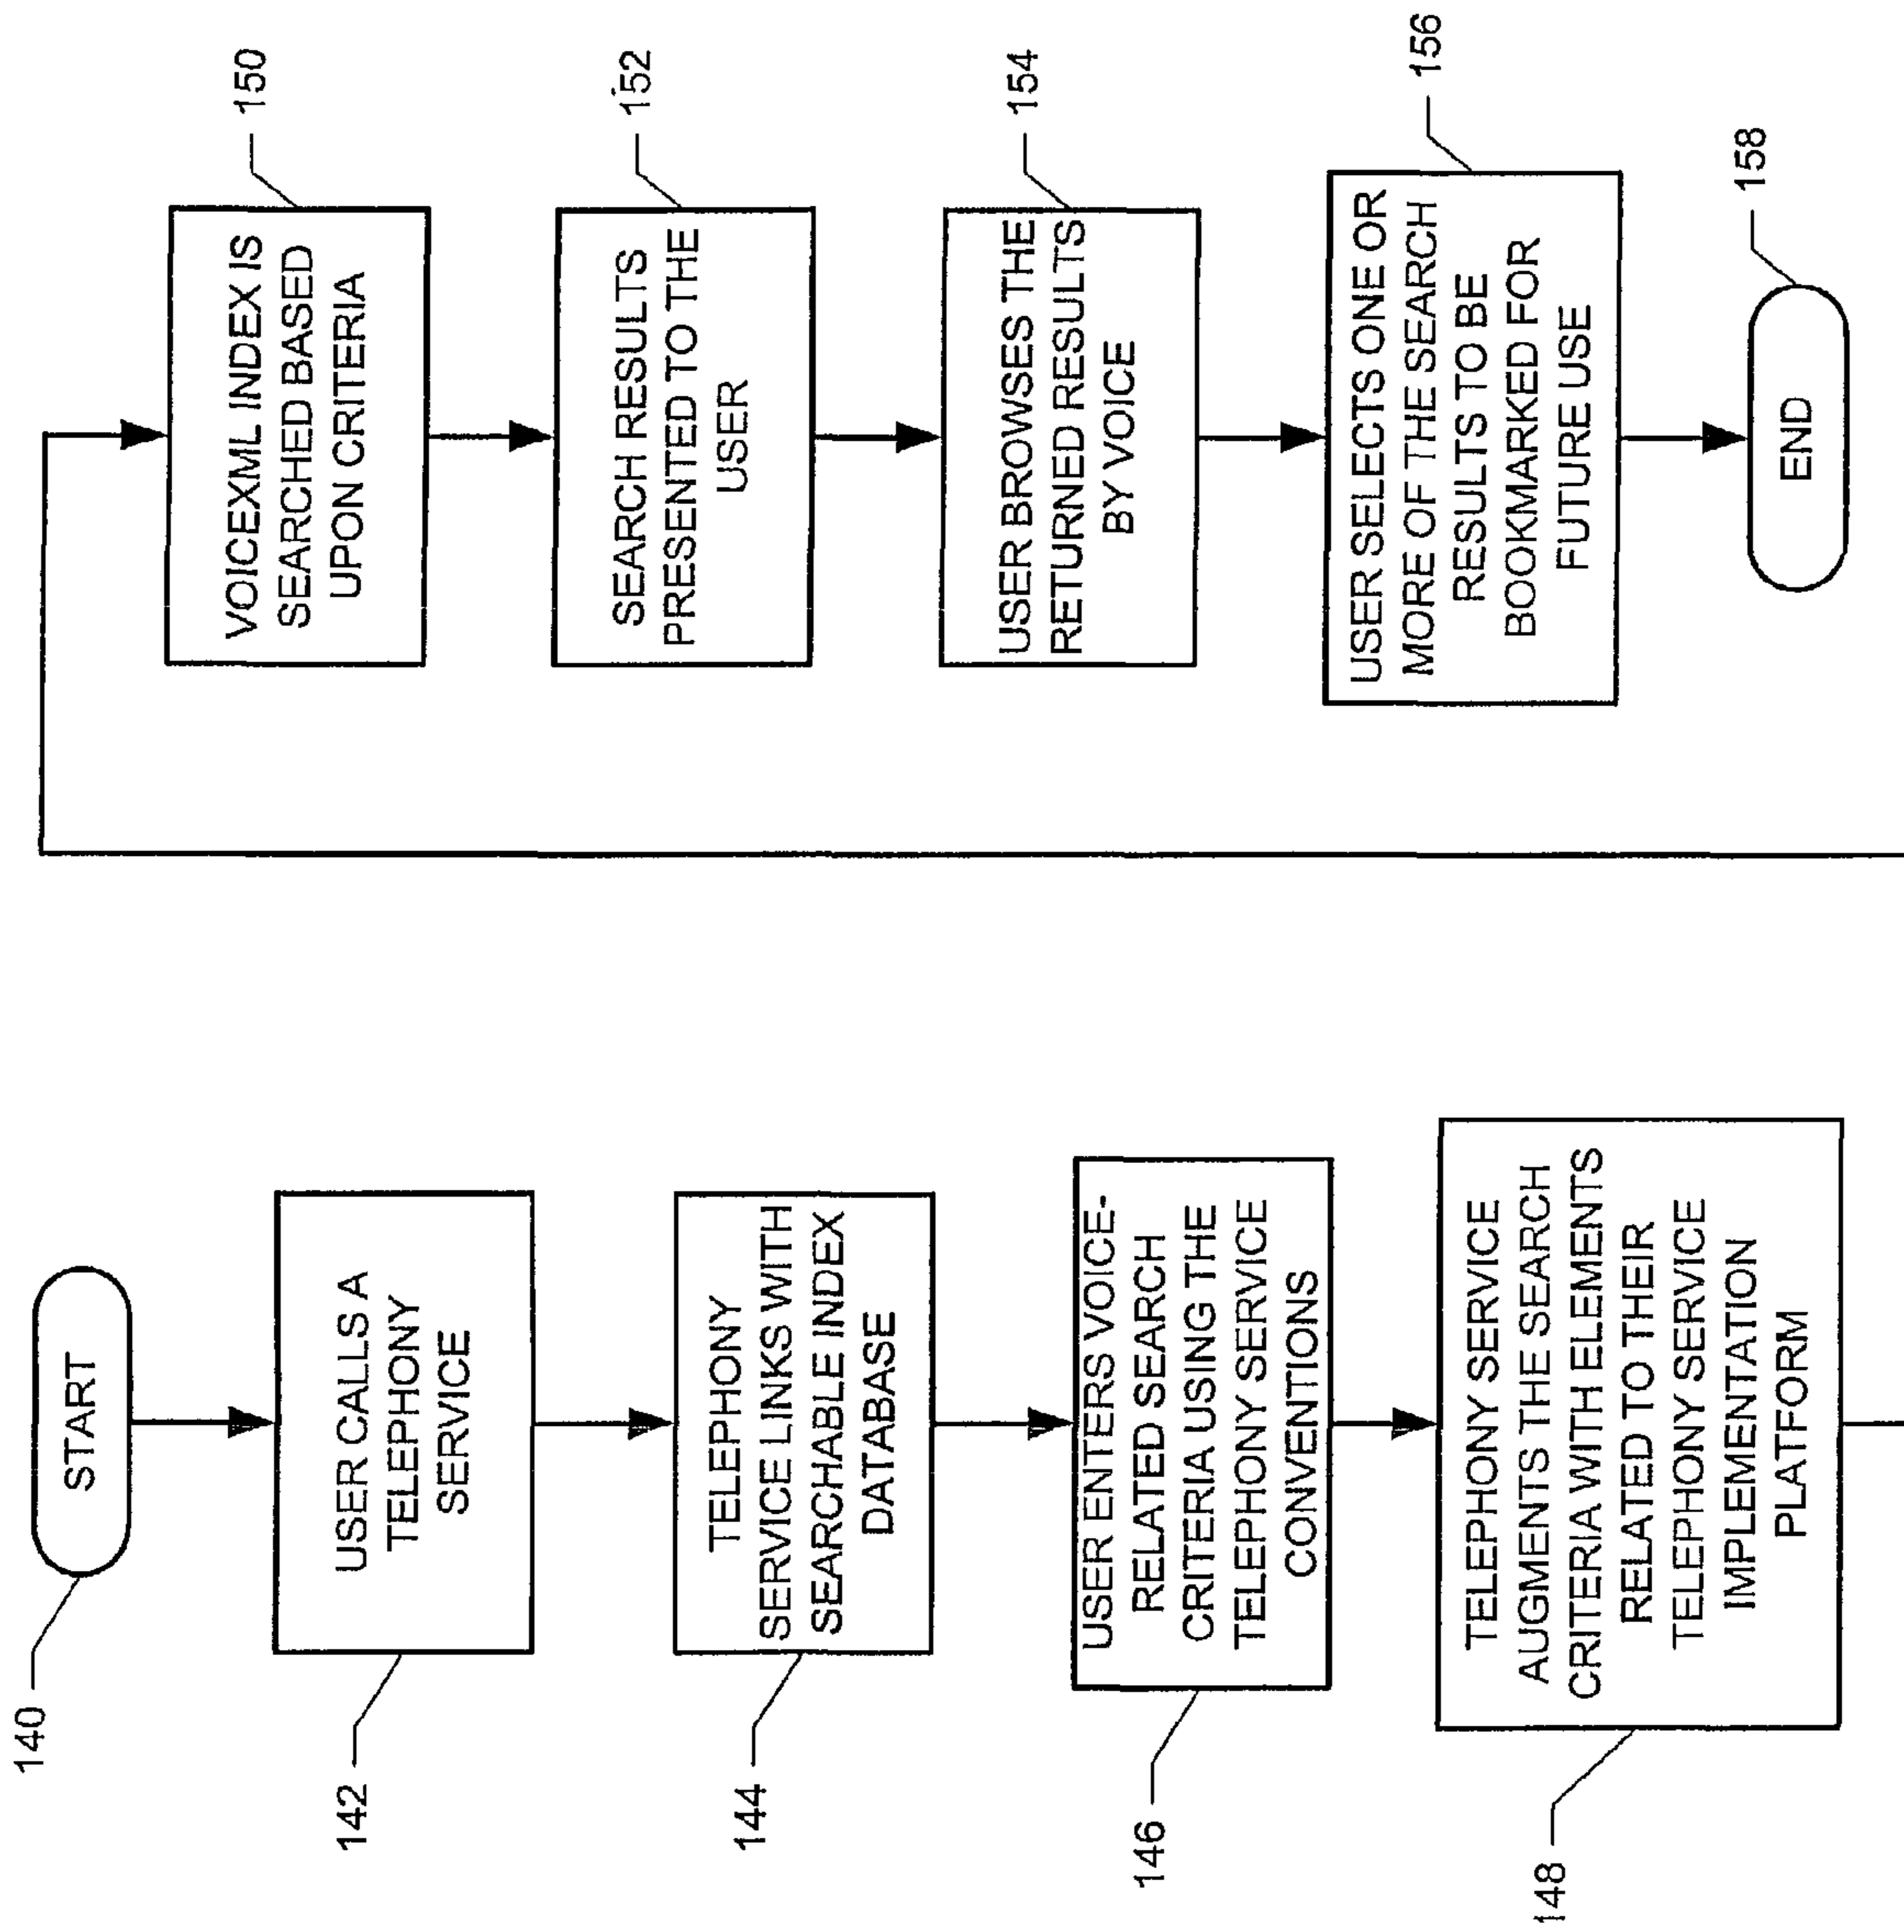 START
140
USER CALLS A
TELEPHONY
SERVICE
142
TELEPHONY
SERVICE LINKS WITH
SEARCHABLE INDEX
DATABASE
144
USER ENTERS VOICE-
RELATED SEARCH
CRITERIA USING THE
TELEPHONY SERVICE
CONVENTIONS
146
TELEPHONY SERVICE
AUGMENTS THE SEARCH
CRITERIA WITH ELEMENTS
RELATED TO THEIR
TELEPHONY SERVICE
IMPLEMENTATION
PLATFORM
148
VOICEXML INDEX IS
SEARCHED BASED
UPON CRITERIA
150
SEARCH RESULTS
PRESENTED TO THE
USER
152
USER BROWSES THE
RETURNED RESULTS
BY VOICE
154
USER SELECTS ONE OR
MORE OF THE SEARCH
RESULTS TO BE
BOOKMARKED FOR
FUTURE USE
156
END
158